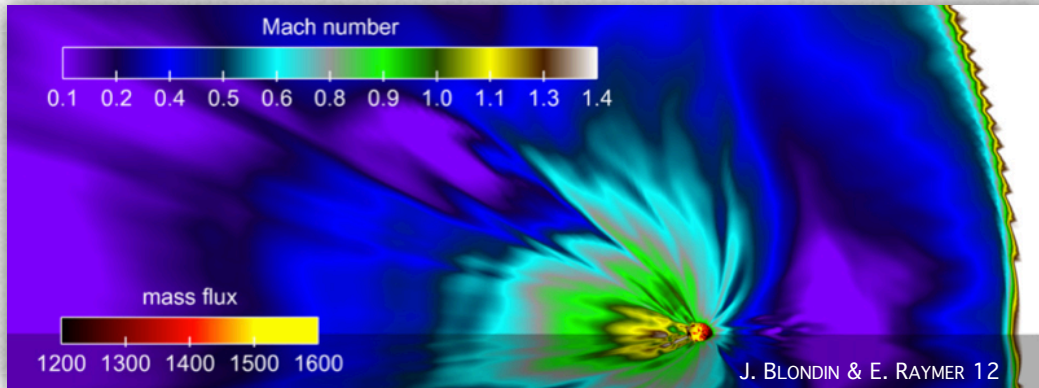 Mach number
0.1 0.2 0.4 0.5 0.6 0.8 0.9 1.0 1.1 1.3 1.4
mass flux
1200 1300 1400 1500 1600
J. BLONDIN & E. RAYMER 12